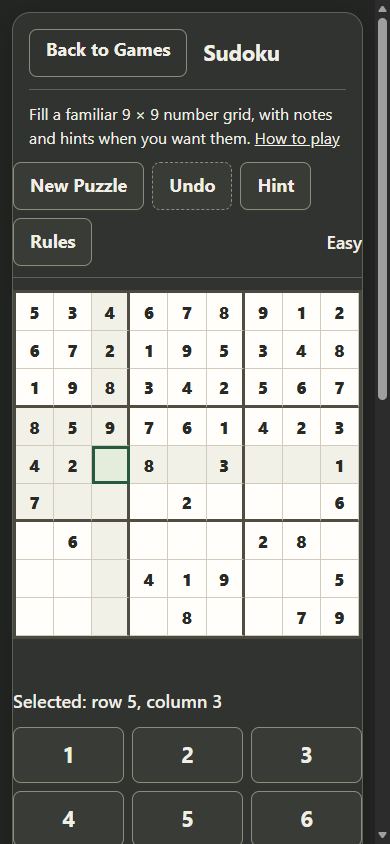 Back to Games
Sudoku
Fill a familiar 9 × 9 number grid, with notes
and hints when you want them. How to play
New Puzzle Undo Hint
Rules Easy
5 3 4 6 7 8 9 1 2
6 7 2 1 9 5 3 4 8
1 9 8 3 4 2 5 6 7
8 5 9 7 6 1 4 2 3
4 2 8 3 1
7 2 6
6 2 8
4 1 9 5
8 7 9
Selected: row 5, column 3
1 2 3
4 5 6